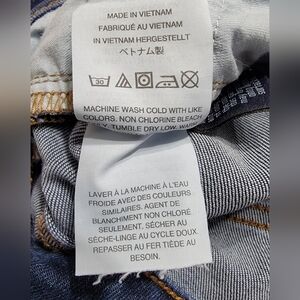 MADE IN VIETNAM
FABRIQUÉ AU VIETNAM
IN VIETNAM HERGESTELLT
ベトナム製
30
MACHINE WASH COLD WITH LIKE
COLORS. NON CHLORINE BLEACH
TUMBLE DRY LOW. WARM
LAVER À LA MACHINE À L'EAU
FROIDE AVEC DES COULEURS
SIMILAIRES. AGENT DE
BLANCHIMENT NON CHLORÉ
SEULEMENT. SÉCHER AU
SÈCHE-LINGE AU CYCLE DOUX.
REPASSER AU FER TIÈDE AU
BESOIN.